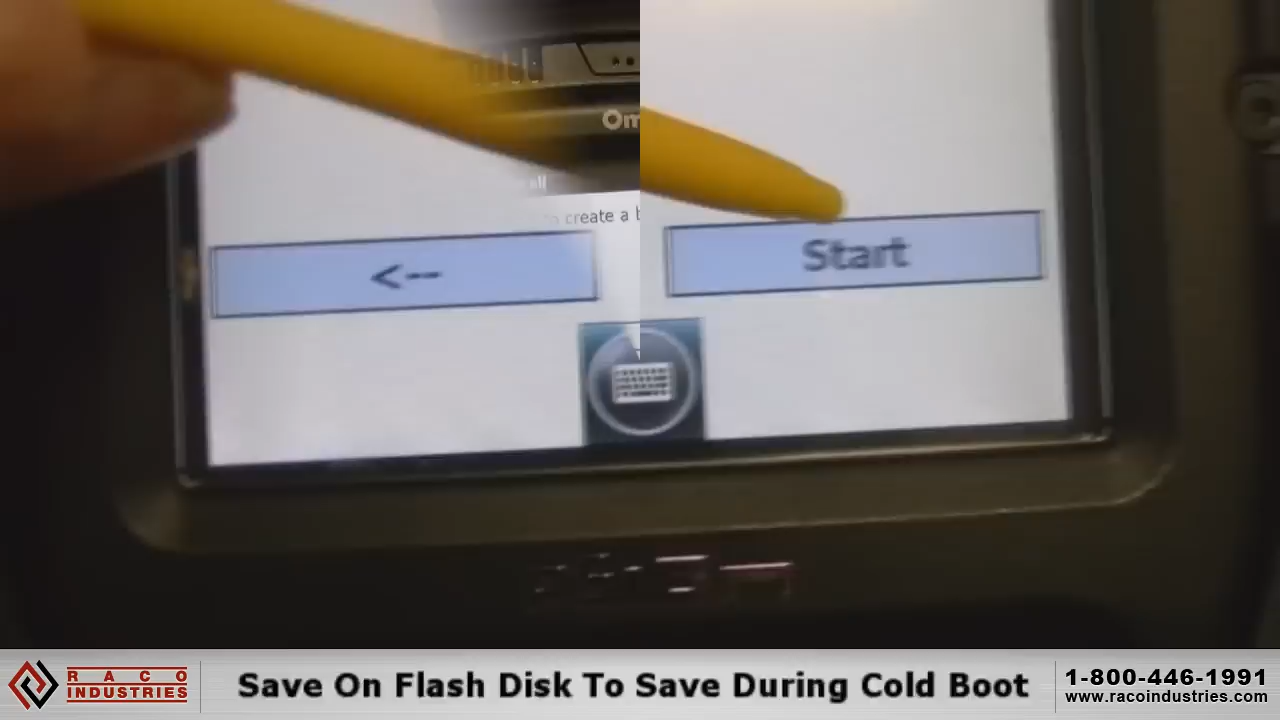 Om
create a b
<--
Start
RACO
INDUSTRIES
Save On Flash Disk To Save During Cold Boot
1-800-446-1991
www.racoindustries.com